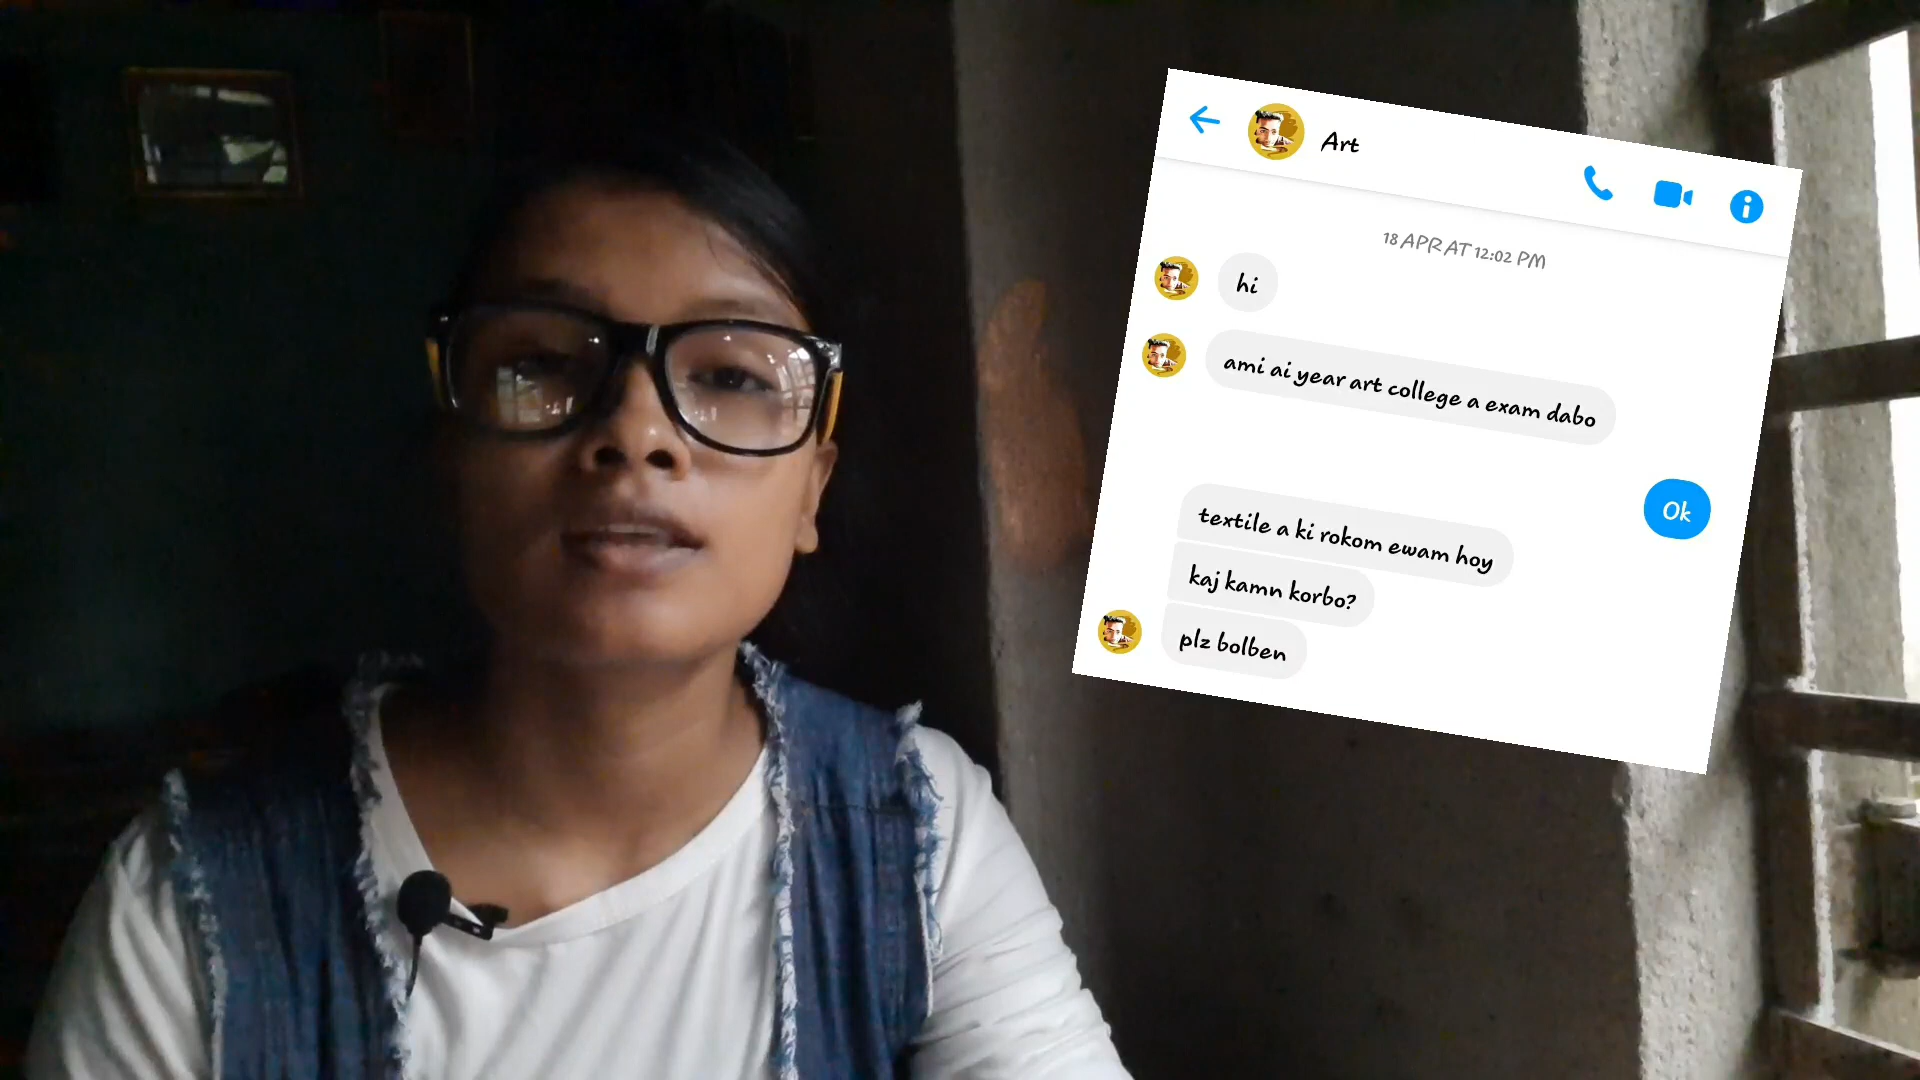 Art
18 APR AT 12:02 PM
hi
ami ai year art college a exam dabo
Ok
textile a ki rokom ewam hoy
kaj kamn korbo?
plz bolben